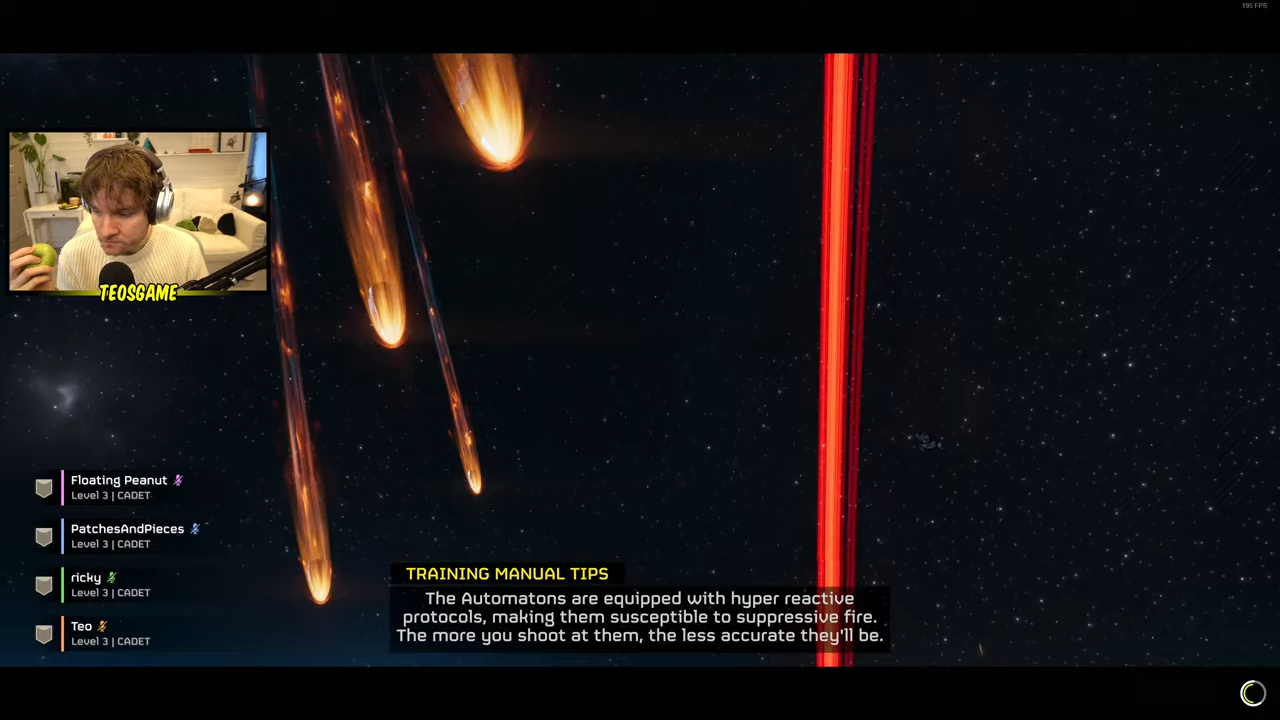 195 FPS
TEOSGAME
Floating Peanut
Level 3 | CADET
PatchesAndPieces
Level 3 | CADET
ricky
Level 3 | CADET
Teo
Level 3 | CADET
TRAINING MANUAL TIPS
The Automatons are equipped with hyper reactive
protocols, making them susceptible to suppressive fire.
The more you shoot at them, the less accurate they'll be.